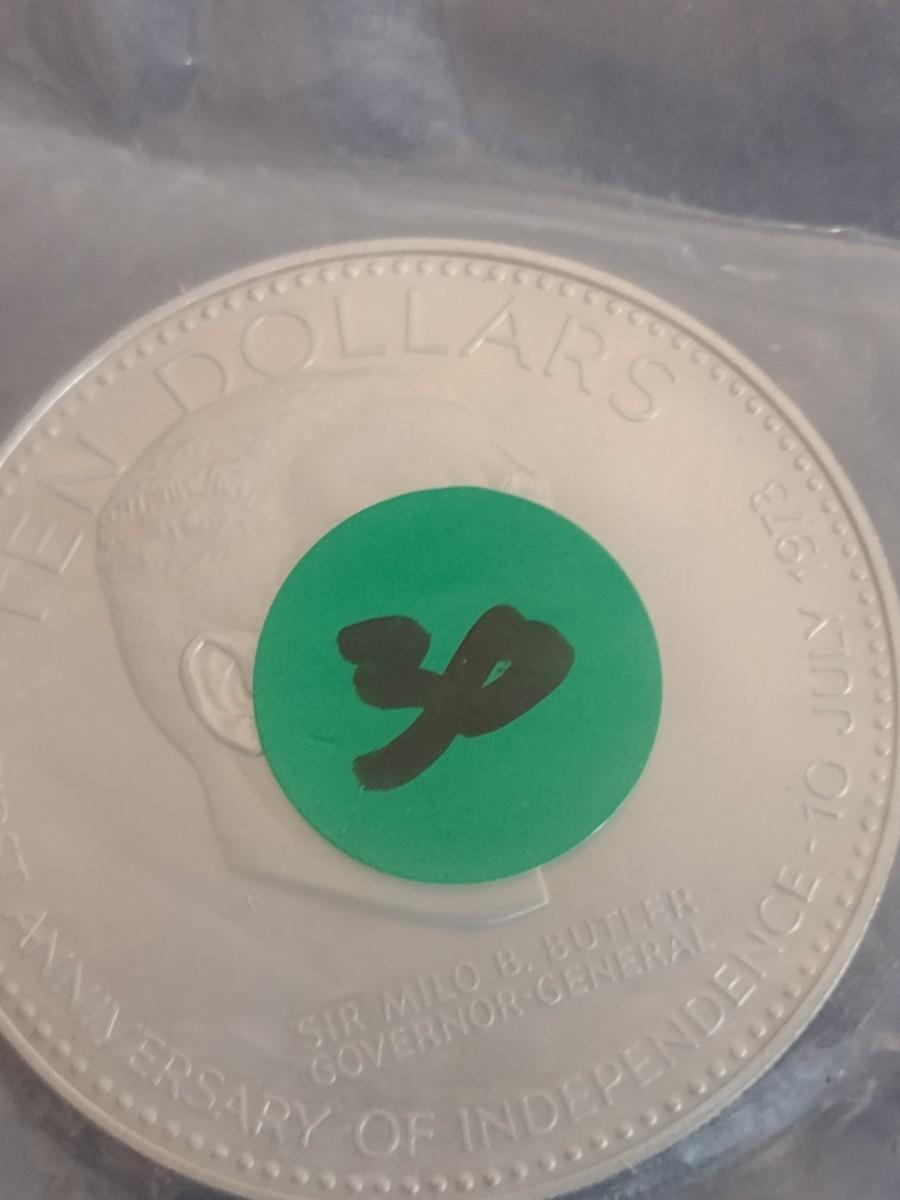 TEN DOLLARS
30
SIR MILO B. BUTLER
GOVERNOR-GENERAL
ANNIVERSARY OF INDEPENDENCE - 10 JULY 1973